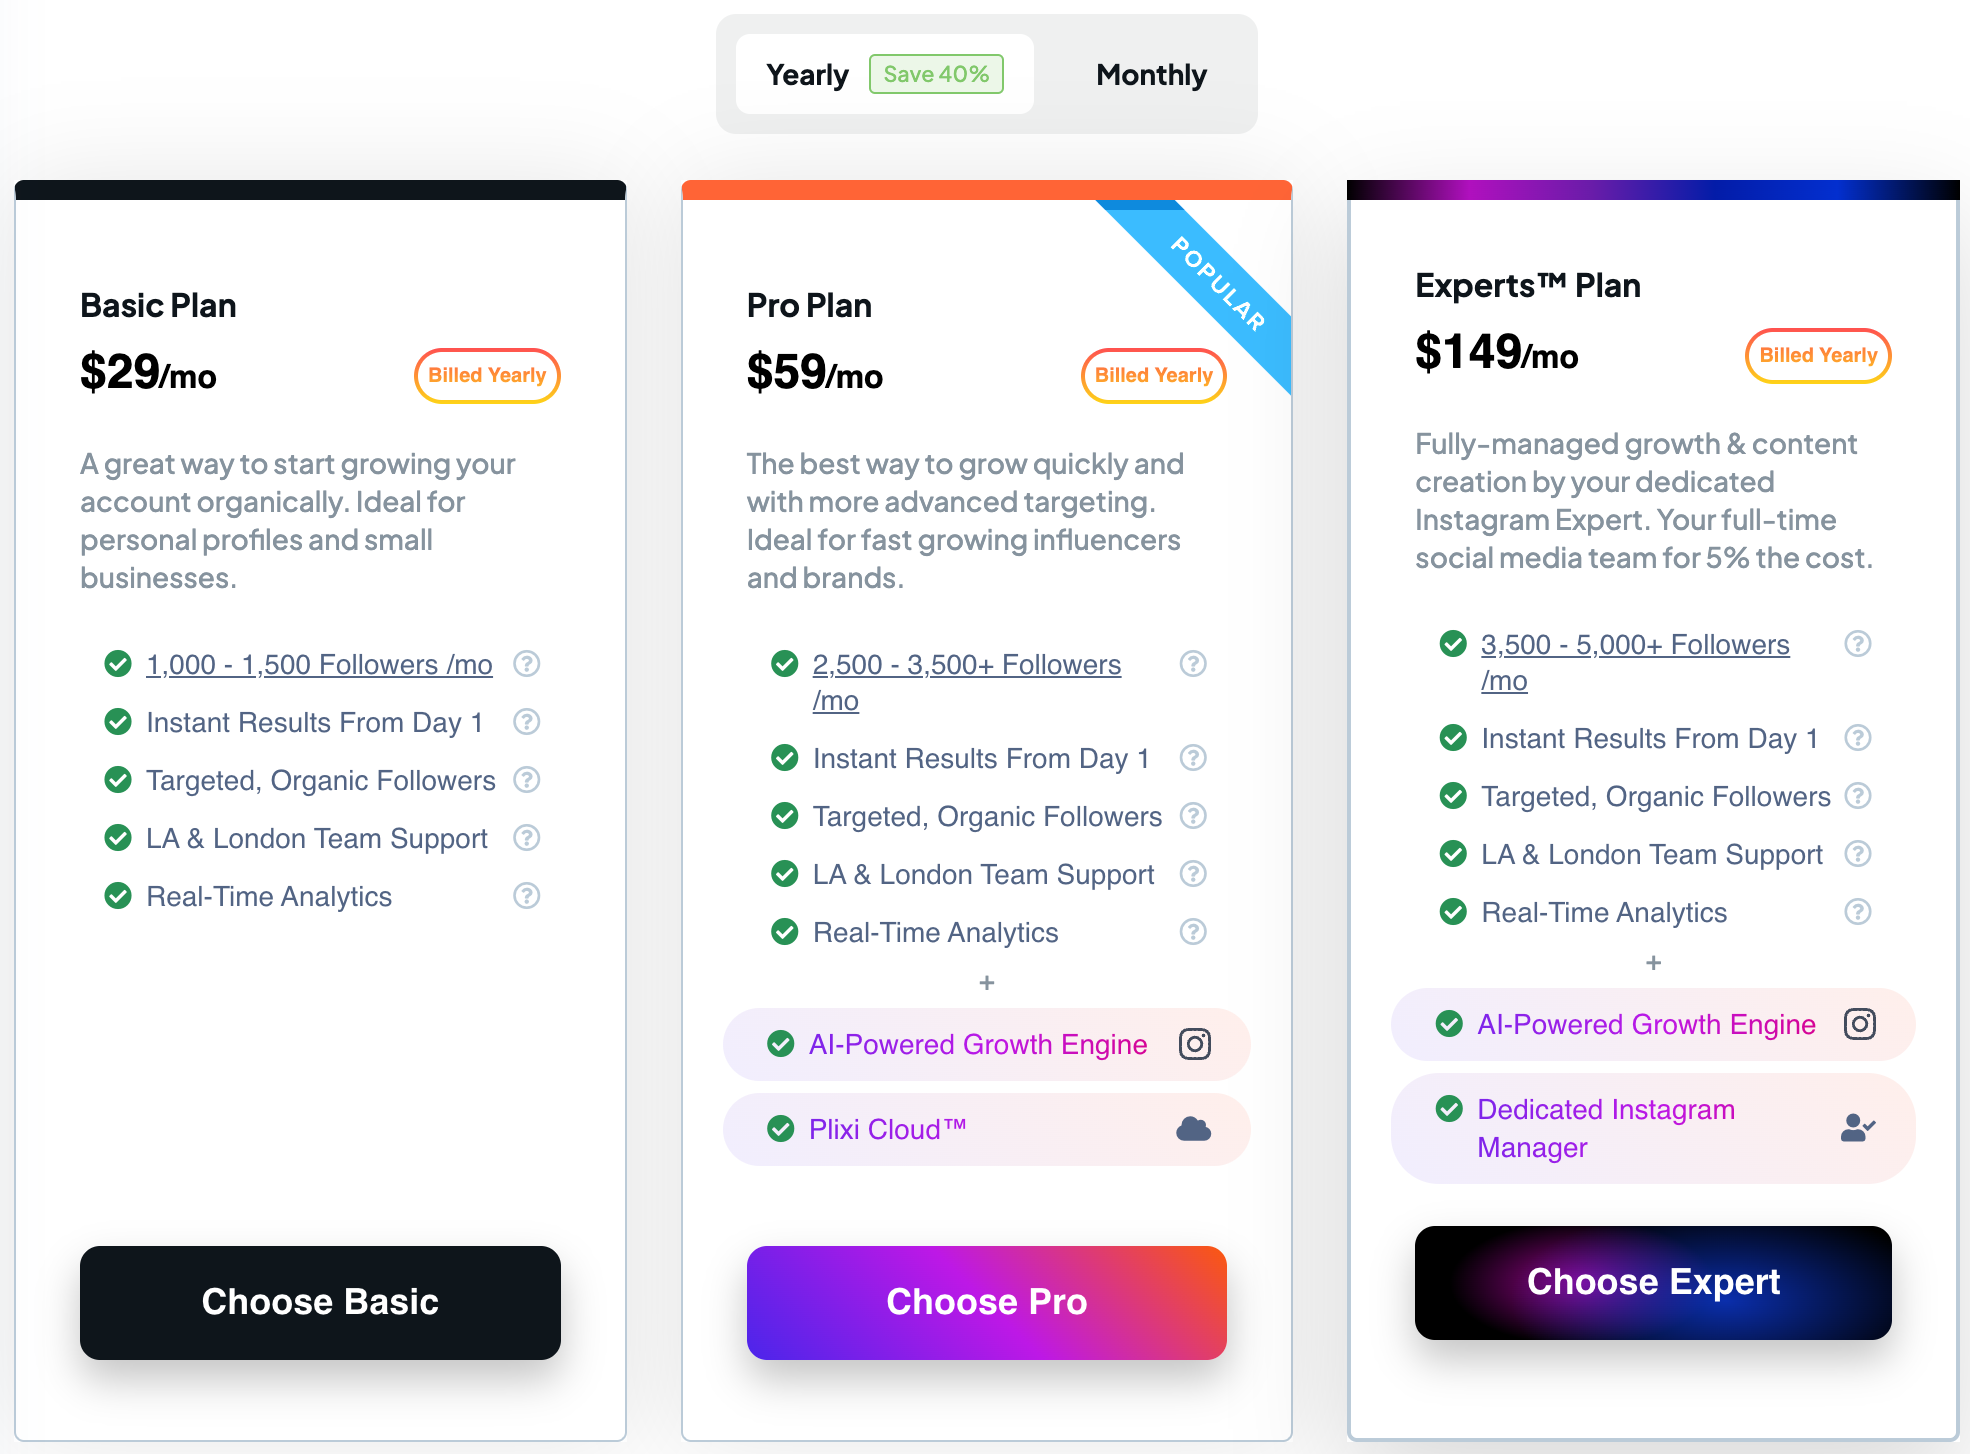 Yearly Save 40% Monthly
Basic Plan
$29/mo Billed Yearly
A great way to start growing your
account organically. Ideal for
personal profiles and small
businesses.
1,000 - 1,500 Followers /mo
Instant Results From Day 1
Targeted, Organic Followers
LA & London Team Support
Real-Time Analytics
Choose Basic
POPULAR
Pro Plan
$59/mo Billed Yearly
The best way to grow quickly and
with more advanced targeting.
Ideal for fast growing influencers
and brands.
2,500 - 3,500+ Followers
/mo
Instant Results From Day 1
Targeted, Organic Followers
LA & London Team Support
Real-Time Analytics
+
AI-Powered Growth Engine
Plixi Cloud™
Choose Pro
Experts™ Plan
$149/mo Billed Yearly
Fully-managed growth & content
creation by your dedicated
Instagram Expert. Your full-time
social media team for 5% the cost.
3,500 - 5,000+ Followers
/mo
Instant Results From Day 1
Targeted, Organic Followers
LA & London Team Support
Real-Time Analytics
+
AI-Powered Growth Engine
Dedicated Instagram
Manager
Choose Expert